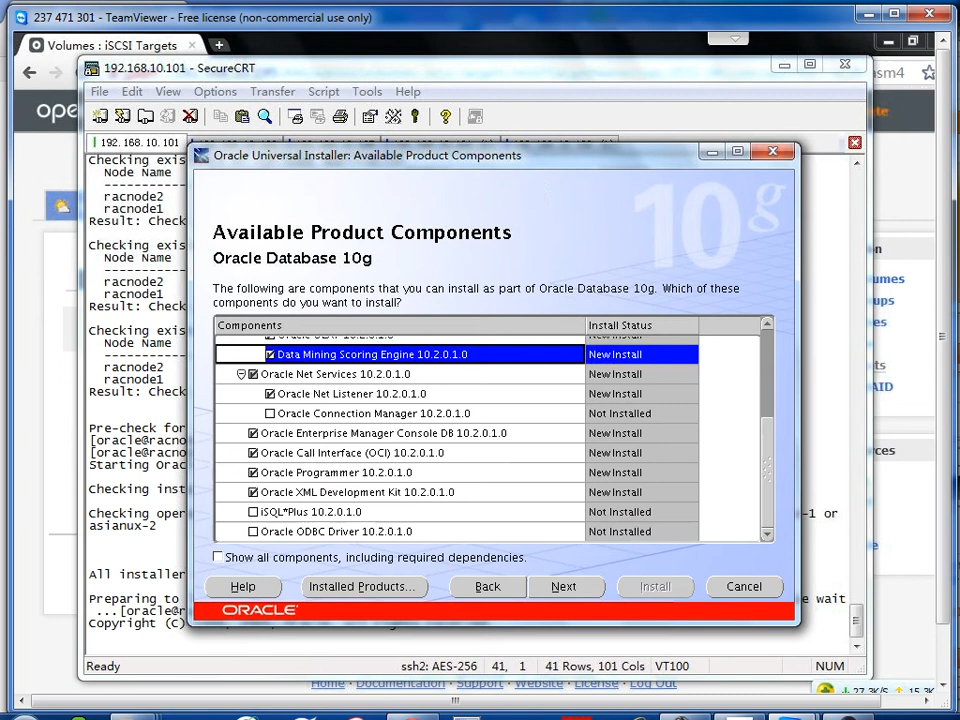 237 471 301 - TeamViewer - Free license (non-commercial use only)
Volumes : iSCSI Targets
192.168.10.101 - SecureCRT
asm4
File Edit View Options Transfer Script Tools Help
ope
192. 168. 10. 101
Checking exis
Node Name
racnode2
racnode1
Result: Check
Checking exis
Node Name
racnode2
racnode1
Result: Check
Checking exis
Node Name
racnode2
racnode1
Result: Check
Pre-check for
[oracle@racno
[oracle@racno
Starting Orac
Checking inst
Checking oper
-1 or
asianux-2
All installer
Preparing to
e wait
...[oracle@r
Copyright (C)
Oracle Universal Installer: Available Product Components
10g
Available Product Components
Oracle Database 10g
The following are components that you can install as part of Oracle Database 10g. Which of these
components do you want to install?
Components Install Status
Data Mining Scoring Engine 10.2.0.1.0 New Install
Oracle Net Services 10.2.0.1.0 New Install
Oracle Net Listener 10.2.0.1.0 New Install
Oracle Connection Manager 10.2.0.1.0 Not Installed
Oracle Enterprise Manager Console DB 10.2.0.1.0 New Install
Oracle Call Interface (OCI) 10.2.0.1.0 New Install
Oracle Programmer 10.2.0.1.0 New Install
Oracle XML Development Kit 10.2.0.1.0 New Install
iSQL*Plus 10.2.0.1.0 Not Installed
Oracle ODBC Driver 10.2.0.1.0 Not Installed
Show all components, including required dependencies.
Help Installed Products... Back Next Install Cancel
ORACLE
Ready ssh2: AES-256 41, 1 41 Rows, 101 Cols VT100 NUM
Home Documentation Support Website License Log Out
27.3K/S 15.3K